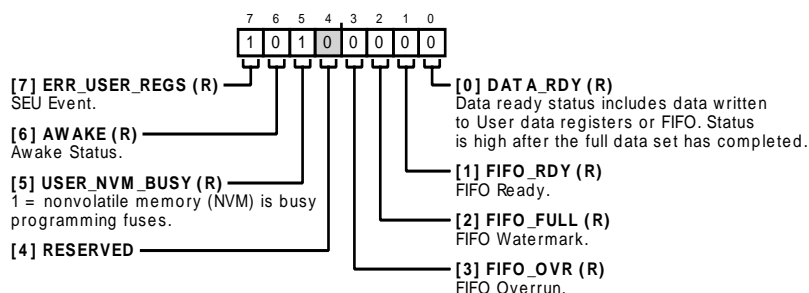 7 6 5 4 3 2 1 0
1 0 1 0 0 0 0 0
[7] ERR_USER_REGS (R)
SEU Event.
[6] AWAKE (R)
Awake Status.
[5] USER_NVM_BUSY (R)
1 = nonvolatile memory (NVM) is busy
programming fuses.
[4] RESERVED
[0] DATA_RDY (R)
Data ready status includes data written
to User data registers or FIFO. Status
is high after the full data set has completed.
[1] FIFO_RDY (R)
FIFO Ready.
[2] FIFO_FULL (R)
FIFO Watermark.
[3] FIFO_OVR (R)
FIFO Overrun.